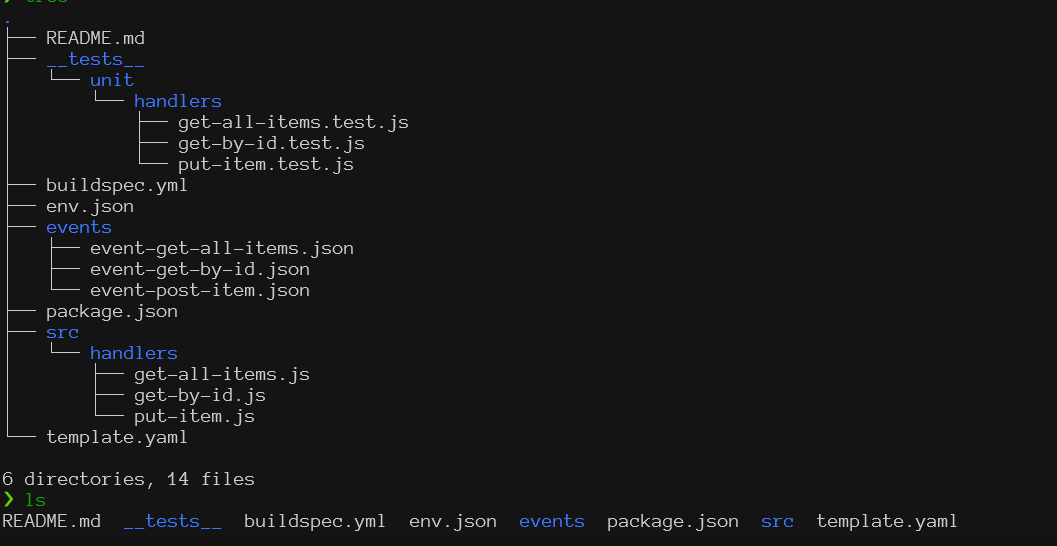 .
├── README.md
├── __tests__
│   └── unit
│       └── handlers
│           ├── get-all-items.test.js
│           ├── get-by-id.test.js
│           └── put-item.test.js
├── buildspec.yml
├── env.json
├── events
│   ├── event-get-all-items.json
│   ├── event-get-by-id.json
│   └── event-post-item.json
├── package.json
├── src
│   └── handlers
│       ├── get-all-items.js
│       ├── get-by-id.js
│       └── put-item.js
└── template.yaml
6 directories, 14 files
❯ ls
README.md  __tests__  buildspec.yml  env.json  events  package.json  src  template.yaml